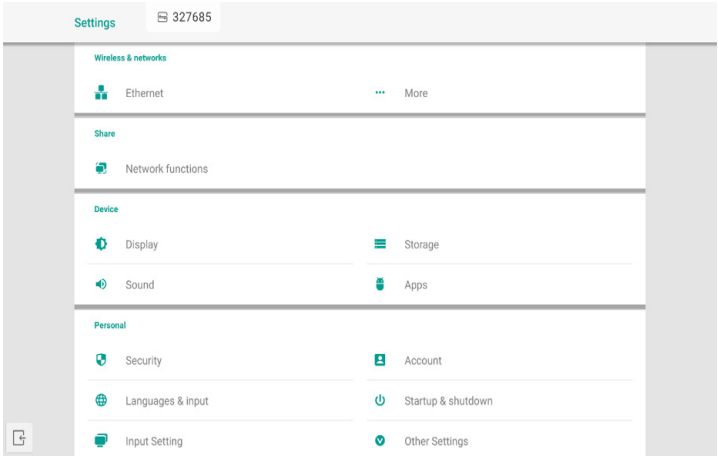 Settings
327685
Wireless & networks
Ethernet
More
Share
Network functions
Device
Display
Storage
Sound
Apps
Personal
Security
Account
Languages & input
Startup & shutdown
Input Setting
Other Settings